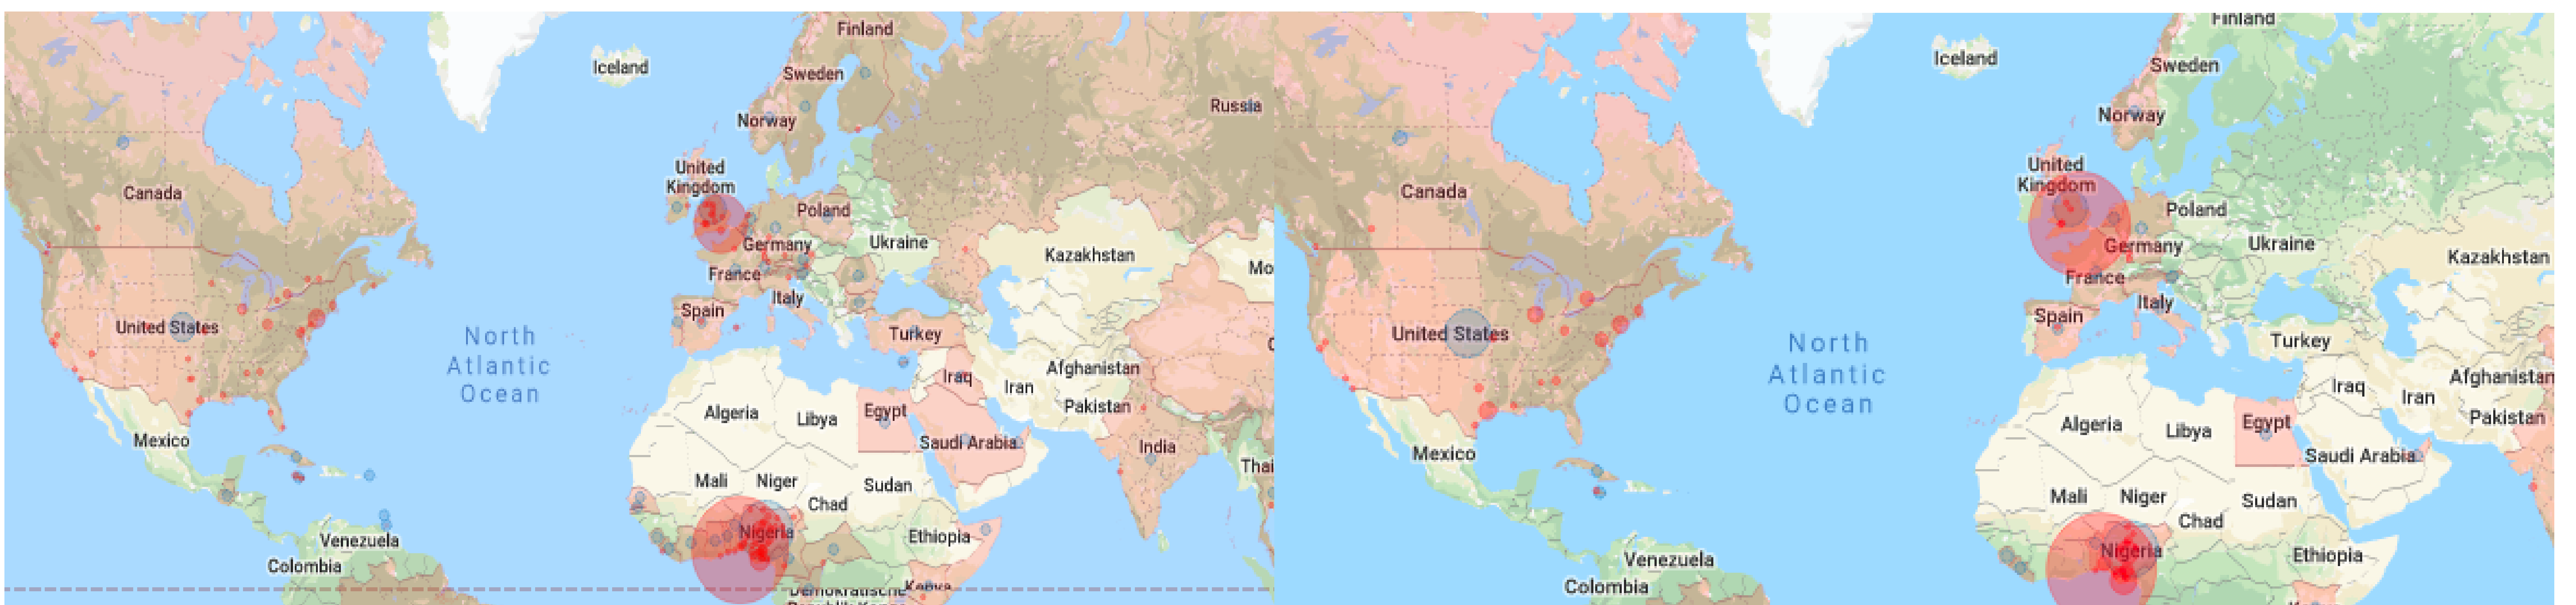 Finland
Iceland
Sweden
Russia
Norway
United
Kingdom
Canada
Poland
Ukraine
Germany
Kazakhstan
France
Mo
Italy
Spain
United States
Turkey
North
Atlantic
Ocean
Afghanistan
Iraq
Iran
Pakistan
Algeria
Libya
Egypt
Saudi Arabia
Mexico
India
Thai
Mali
Niger
Sudan
Chad
Nigeria
Ethiopia
Venezuela
Colombia
Kenya
Demokratische
Finland
Iceland
Sweden
Norway
United
Kingdom
Canada
Poland
Ukraine
Germany
Kazakhstan
France
Italy
Spain
United States
Turkey
North
Atlantic
Ocean
Afghanistan
Iraq
Iran
Pakistan
Algeria
Libya
Egypt
Saudi Arabia
Mexico
Mali
Niger
Sudan
Chad
Nigeria
Ethiopia
Venezuela
Colombia